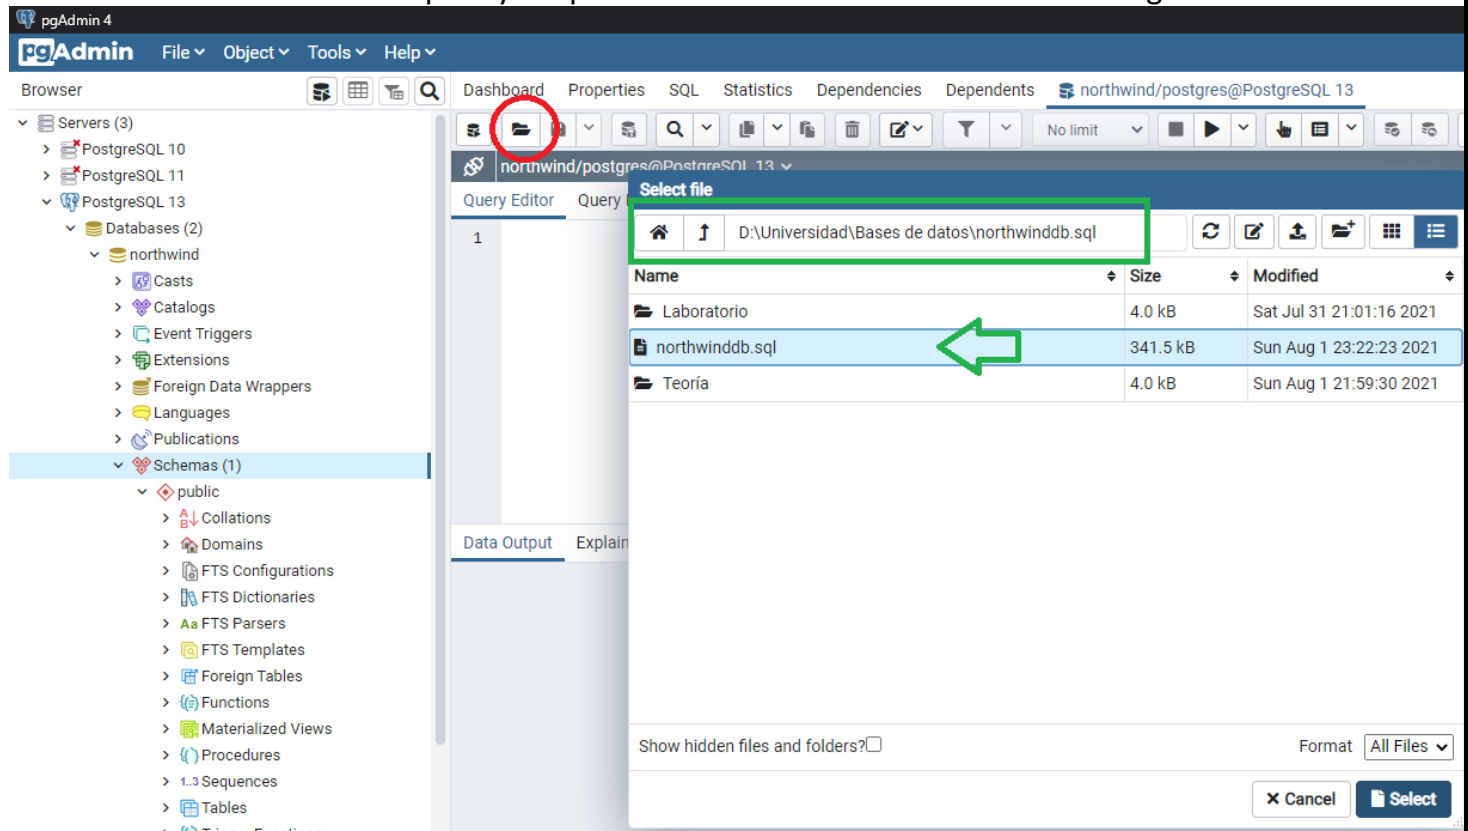 pgAdmin 4
pgAdmin File Object Tools Help
Browser
Dashboard Properties SQL Statistics Dependencies Dependents northwind/postgres@PostgreSQL 13
No limit
northwind/postgres@PostgreSQL 13
Query Editor Query
1
Data Output Explain
Servers (3)
PostgreSQL 10
PostgreSQL 11
PostgreSQL 13
Databases (2)
northwind
Casts
Catalogs
Event Triggers
Extensions
Foreign Data Wrappers
Languages
Publications
Schemas (1)
public
Collations
Domains
FTS Configurations
FTS Dictionaries
FTS Parsers
FTS Templates
Foreign Tables
Functions
Materialized Views
Procedures
1..3 Sequences
Tables
Select file
D:\Universidad\Bases de datos\northwinddb.sql
Name Size Modified
Laboratorio 4.0 kB Sat Jul 31 21:01:16 2021
northwinddb.sql 341.5 kB Sun Aug 1 23:22:23 2021
Teoría 4.0 kB Sun Aug 1 21:59:30 2021
Show hidden files and folders? Format All Files
Cancel Select